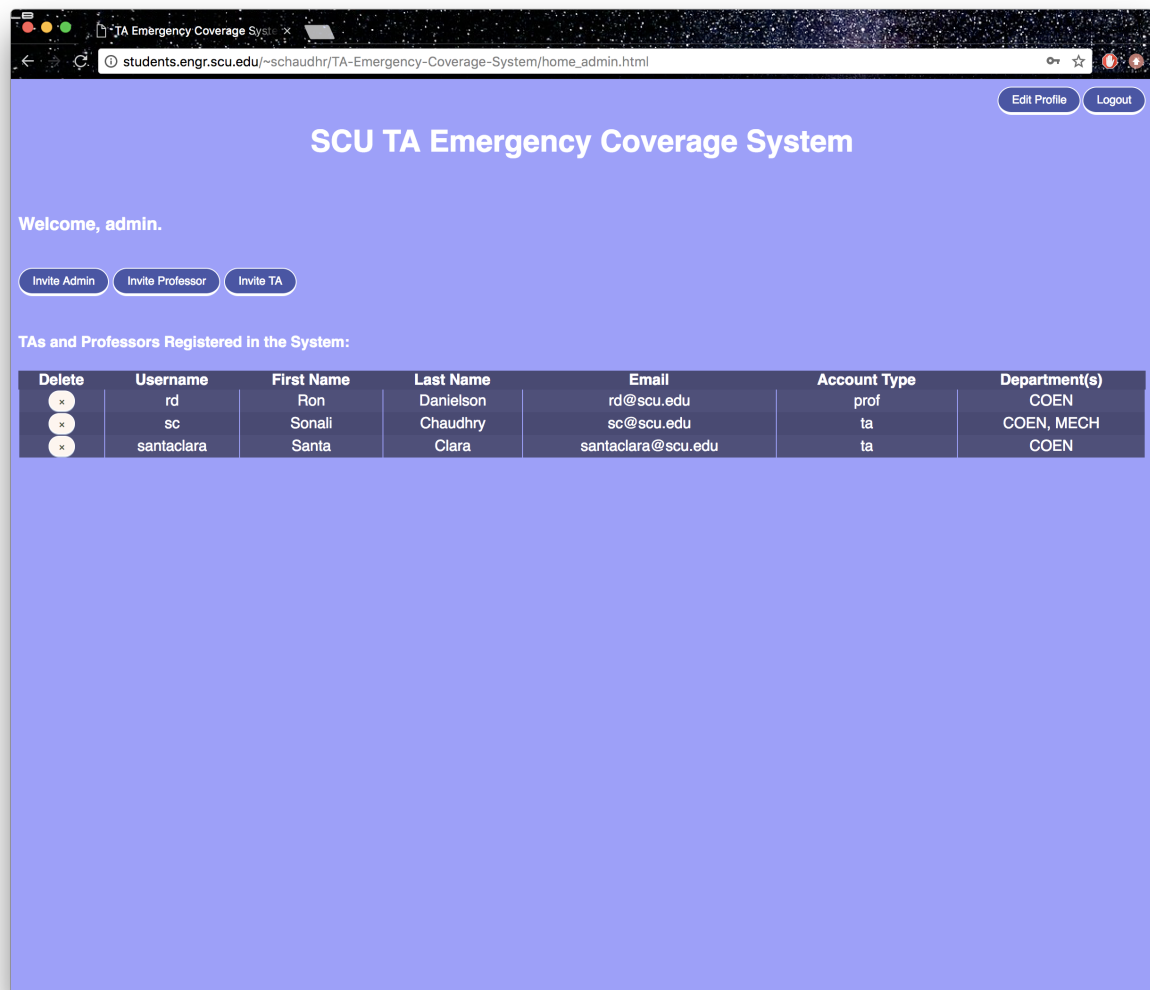 TA Emergency Coverage Syste ×
students.engr.scu.edu/~schaudhr/TA-Emergency-Coverage-System/home_admin.html
Edit Profile Logout
SCU TA Emergency Coverage System
Welcome, admin.
Invite Admin Invite Professor Invite TA
TAs and Professors Registered in the System:
Delete Username First Name Last Name Email Account Type Department(s)
× rd Ron Danielson rd@scu.edu prof COEN
× sc Sonali Chaudhry sc@scu.edu ta COEN, MECH
× santaclara Santa Clara santaclara@scu.edu ta COEN